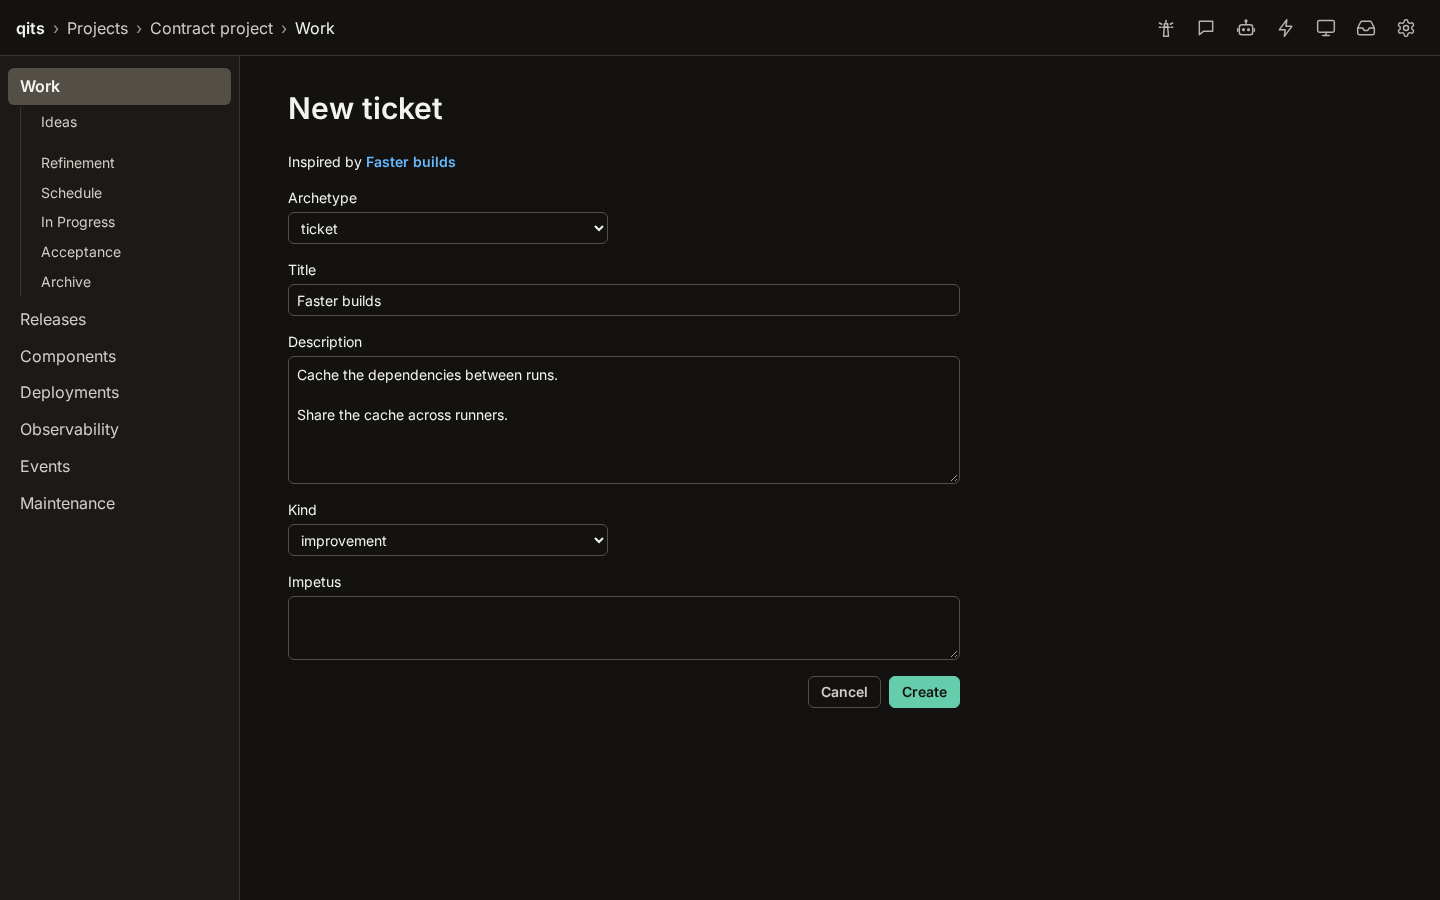 qits › Projects › Contract project › Work
Work
Ideas
Refinement
Schedule
In Progress
Acceptance
Archive
Releases
Components
Deployments
Observability
Events
Maintenance
New ticket
Inspired by Faster builds
Archetype
ticket
Title
Faster builds
Description
Cache the dependencies between runs.
Share the cache across runners.
Kind
improvement
Impetus
Cancel
Create